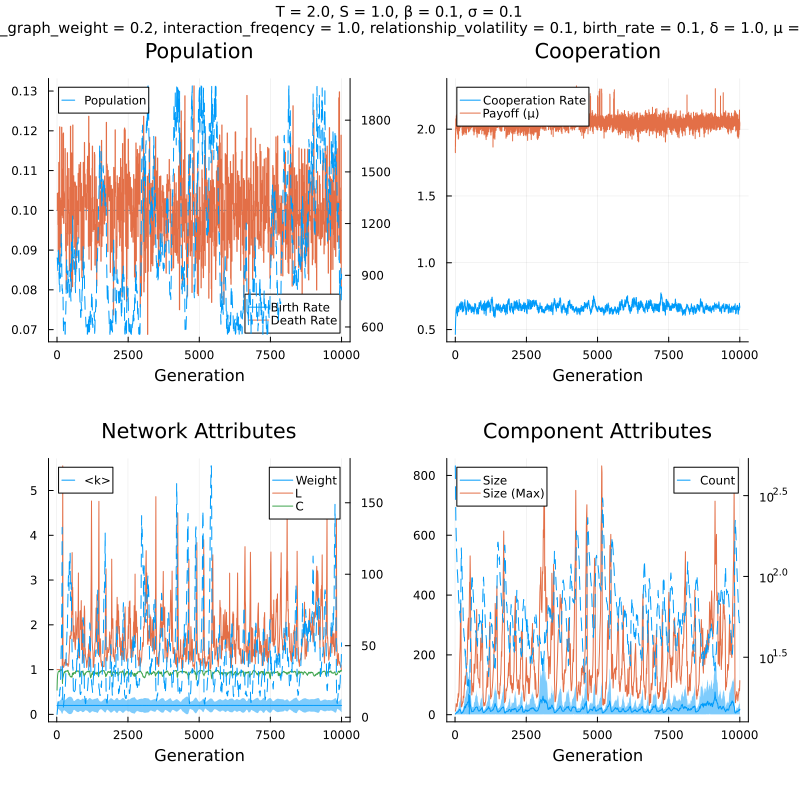 T = 2.0, S = 1.0, β = 0.1, σ = 0.1
_graph_weight = 0.2, interaction_freqency = 1.0, relationship_volatility = 0.1, birth_rate = 0.1, δ = 1.0, μ =
Population
Cooperation
0.13
0.12
0.11
0.10
0.09
0.08
0.07
Population
1800
1500
1200
900
600
Birth Rate
Death Rate
0
2500
5000
7500
10000
Generation
2.0
1.5
1.0
0.5
Cooperation Rate
Payoff (μ)
0
2500
5000
7500
10000
Generation
Network Attributes
Component Attributes
5
4
3
2
1
0
<k>
Weight
L
C
150
100
50
0
0
2500
5000
7500
10000
Generation
800
600
400
200
0
Size
Size (Max)
Count
10^2.5
10^2.0
10^1.5
0
2500
5000
7500
10000
Generation